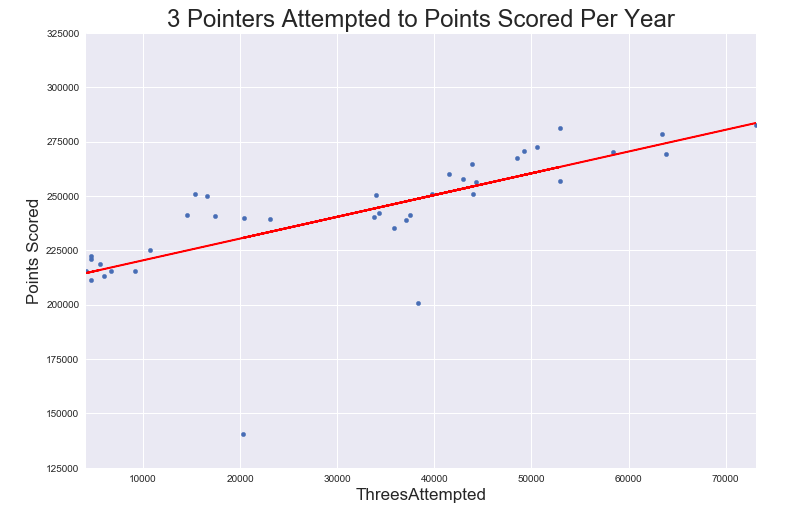 3 Pointers Attempted to Points Scored Per Year
325000
300000
275000
250000
225000
200000
175000
150000
125000
Points Scored
10000 20000 30000 40000 50000 60000 70000
ThreesAttempted